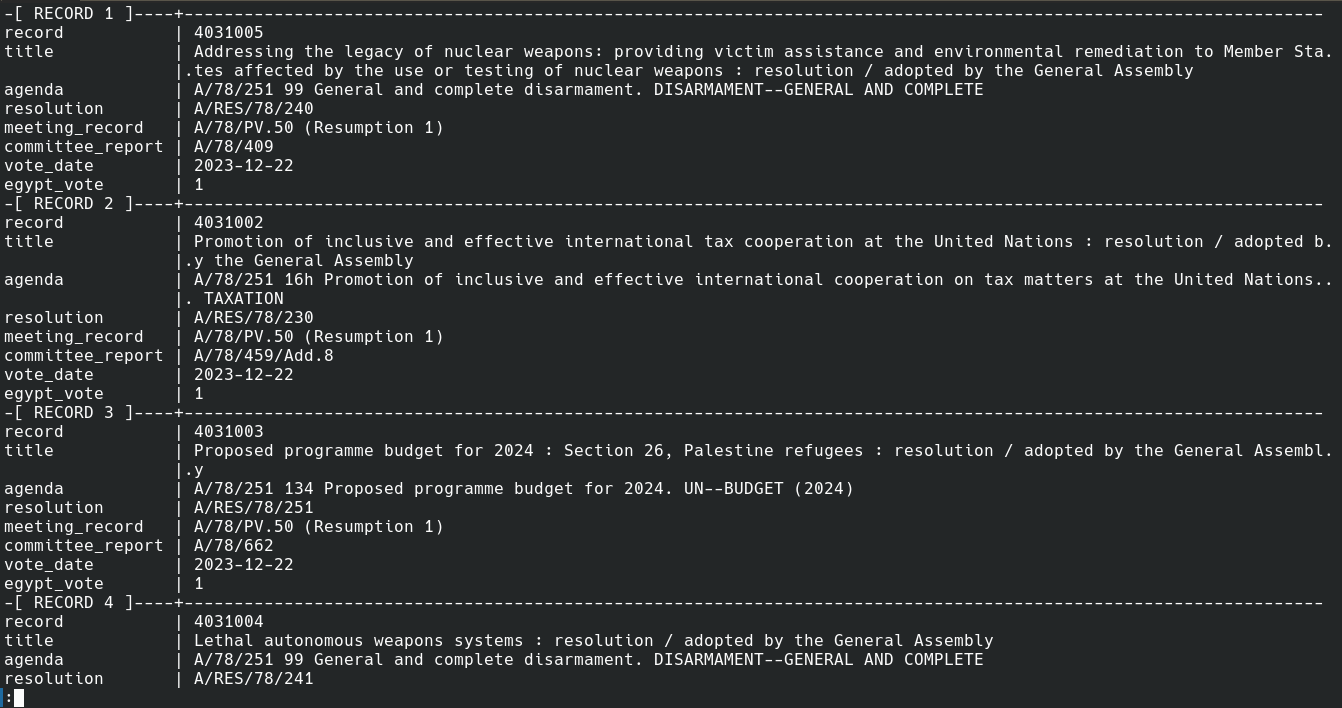 -[ RECORD 1 ]----+------------------------------------------------------------------------------------------------------------------
record           | 4031005
title            | Addressing the legacy of nuclear weapons: providing victim assistance and environmental remediation to Member Sta.
                 |.tes affected by the use or testing of nuclear weapons : resolution / adopted by the General Assembly
agenda           | A/78/251 99 General and complete disarmament. DISARMAMENT--GENERAL AND COMPLETE
resolution       | A/RES/78/240
meeting_record   | A/78/PV.50 (Resumption 1)
committee_report | A/78/409
vote_date        | 2023-12-22
egypt_vote       | 1
-[ RECORD 2 ]----+------------------------------------------------------------------------------------------------------------------
record           | 4031002
title            | Promotion of inclusive and effective international tax cooperation at the United Nations : resolution / adopted b.
                 |.y the General Assembly
agenda           | A/78/251 16h Promotion of inclusive and effective international cooperation on tax matters at the United Nations..
                 |. TAXATION
resolution       | A/RES/78/230
meeting_record   | A/78/PV.50 (Resumption 1)
committee_report | A/78/459/Add.8
vote_date        | 2023-12-22
egypt_vote       | 1
-[ RECORD 3 ]----+------------------------------------------------------------------------------------------------------------------
record           | 4031003
title            | Proposed programme budget for 2024 : Section 26, Palestine refugees : resolution / adopted by the General Assembl.
                 |.y
agenda           | A/78/251 134 Proposed programme budget for 2024. UN--BUDGET (2024)
resolution       | A/RES/78/251
meeting_record   | A/78/PV.50 (Resumption 1)
committee_report | A/78/662
vote_date        | 2023-12-22
egypt_vote       | 1
-[ RECORD 4 ]----+------------------------------------------------------------------------------------------------------------------
record           | 4031004
title            | Lethal autonomous weapons systems : resolution / adopted by the General Assembly
agenda           | A/78/251 99 General and complete disarmament. DISARMAMENT--GENERAL AND COMPLETE
resolution       | A/RES/78/241
: